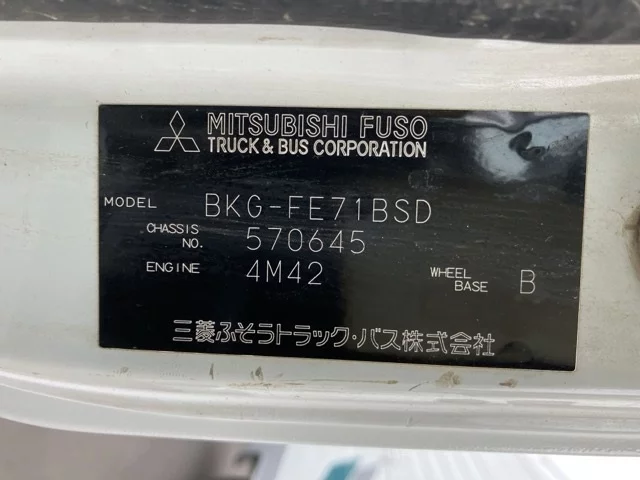 MITSUBISHI FUSO
TRUCK & BUS CORPORATION
MODEL BKG-FE71BSD
CHASSIS NO. 570645
ENGINE 4M42 WHEEL BASE B
三菱ふそうトラック・バス株式会社